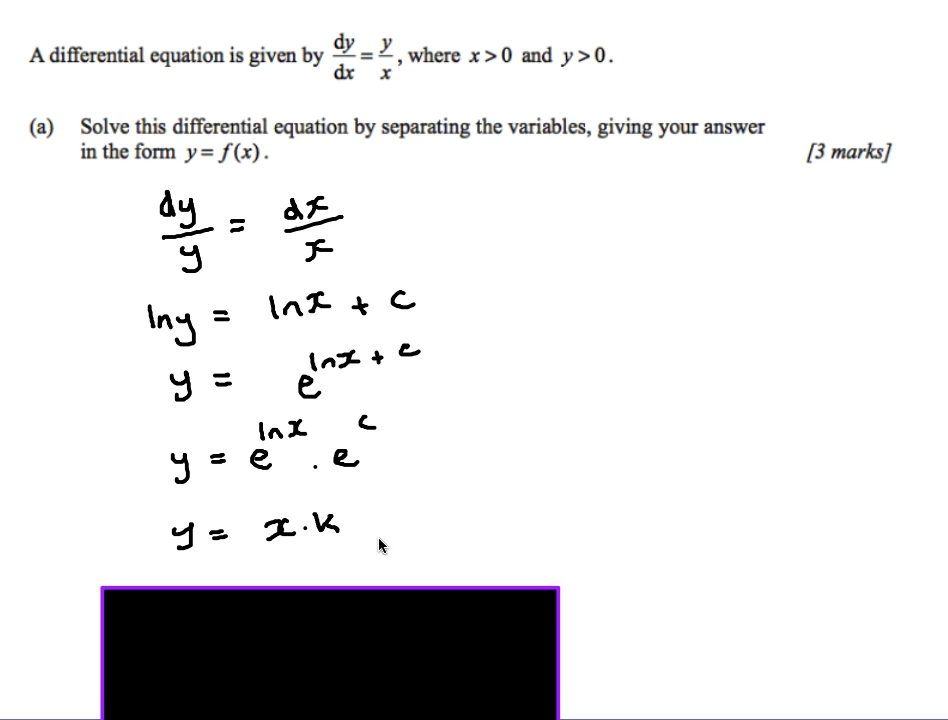 A differential equation is given by dy/dx = y/x, where x > 0 and y > 0.
(a) Solve this differential equation by separating the variables, giving your answer
in the form y = f(x). [3 marks]
dy/y = dx/x
ln y = ln x + c
y = e^(ln x + c)
y = e^(ln x) . e^c
y = x . k